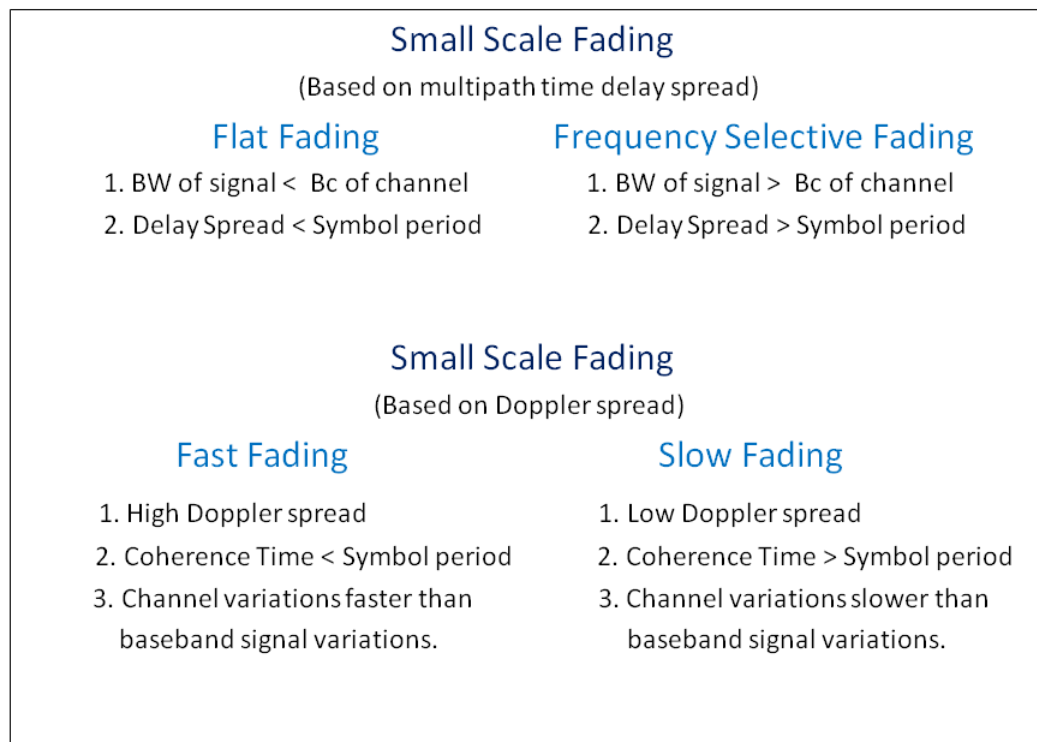 Small Scale Fading
(Based on multipath time delay spread)
Flat Fading
1. BW of signal < Bc of channel
2. Delay Spread < Symbol period
Frequency Selective Fading
1. BW of signal > Bc of channel
2. Delay Spread > Symbol period
Small Scale Fading
(Based on Doppler spread)
Fast Fading
1. High Doppler spread
2. Coherence Time < Symbol period
3. Channel variations faster than
baseband signal variations.
Slow Fading
1. Low Doppler spread
2. Coherence Time > Symbol period
3. Channel variations slower than
baseband signal variations.